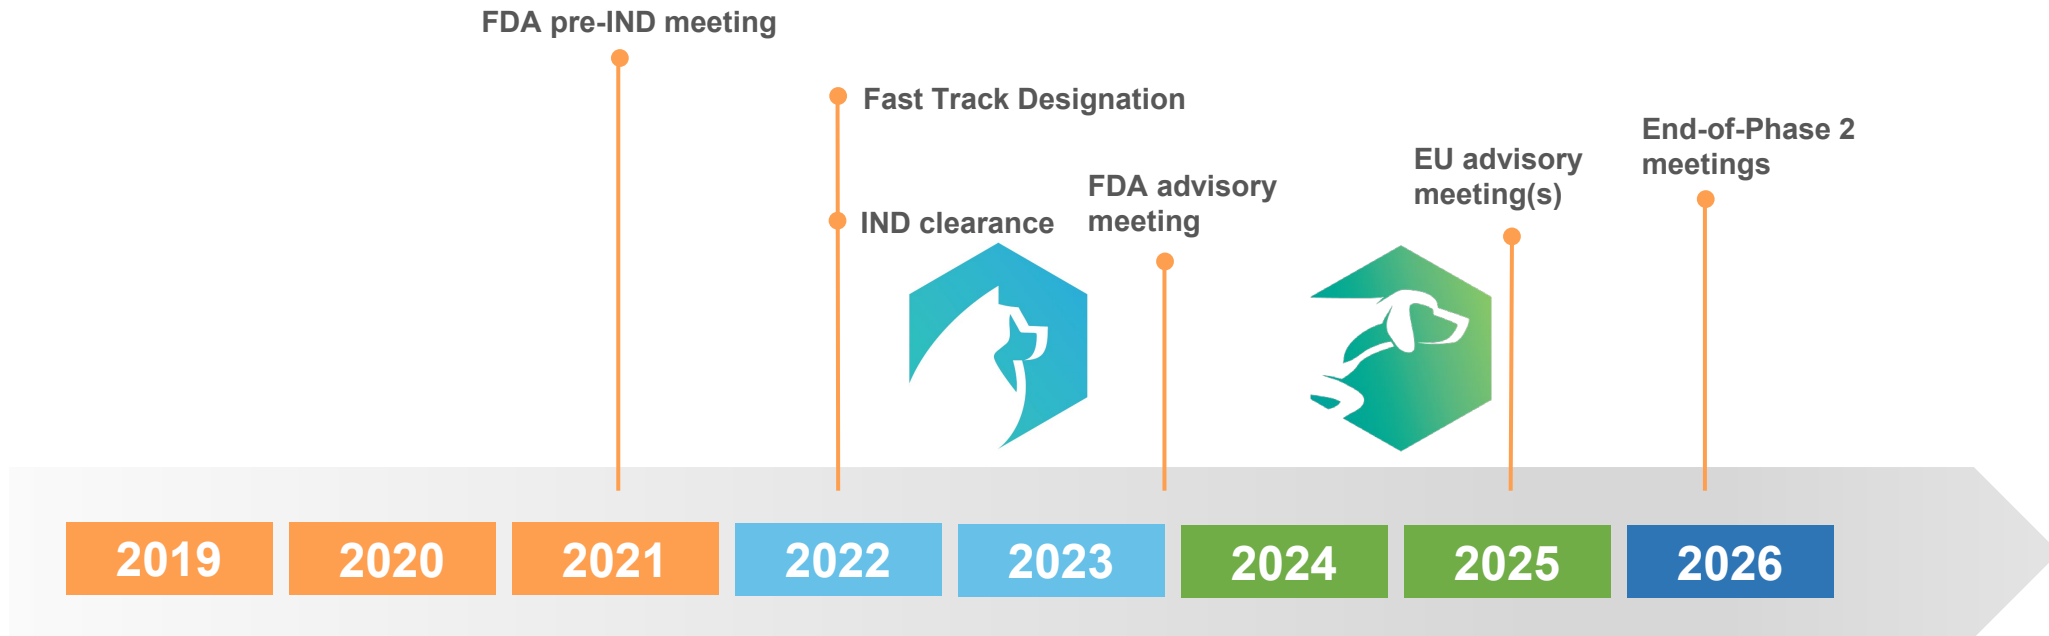 FDA pre-IND meeting
Fast Track Designation
IND clearance
FDA advisory
meeting
EU advisory
meeting(s)
End-of-Phase 2
meetings
2019
2020
2021
2022
2023
2024
2025
2026